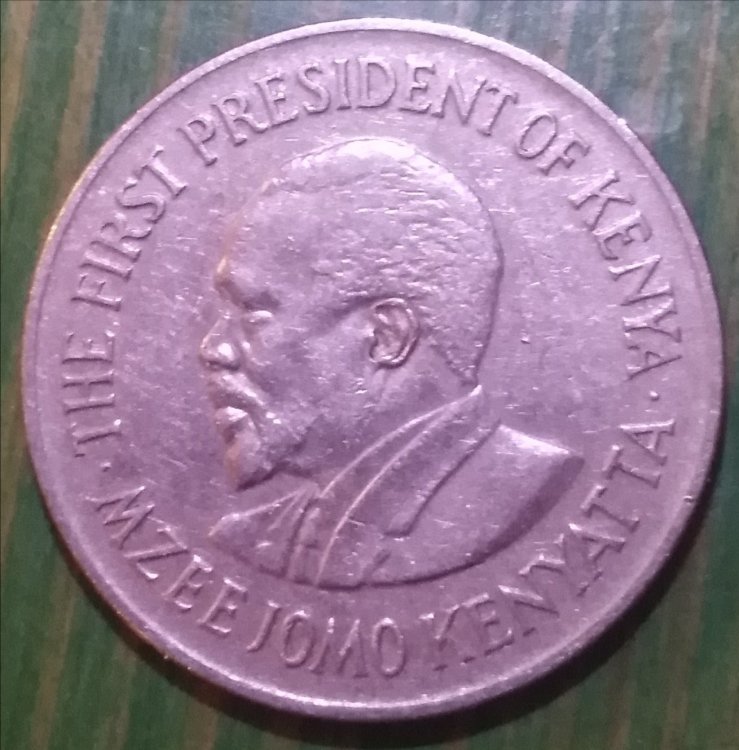 THE FIRST PRESIDENT OF KENYA
MZEE JOMO KENYATTA